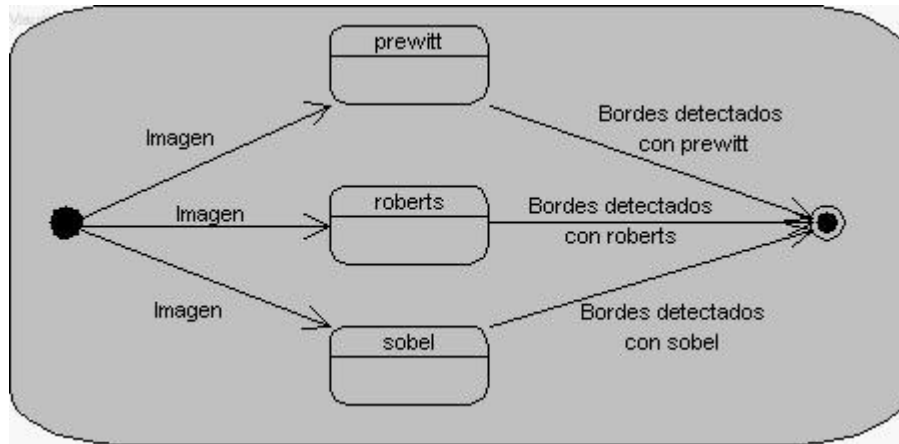 prewitt
Imagen
Bordes detectados
con prewitt
roberts
Imagen
Bordes detectados
con roberts
Imagen
sobel
Bordes detectados
con sobel